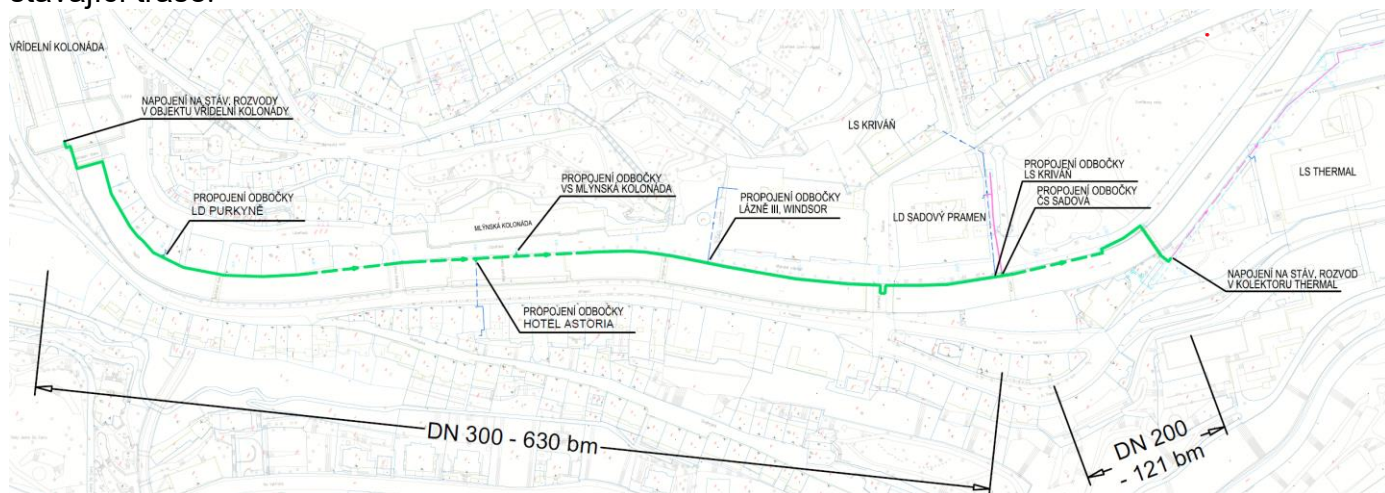 stávající trase.
VŘÍDELNÍ KOLONÁDA
NAPOJENÍ NA STÁV. ROZVODY
V OBJEKTU VŘÍDELNÍ KOLONÁDY
PROPOJENÍ ODBOČKY
LD PURKYNĚ
PROPOJENÍ ODBOČKY
VS MLÝNSKÁ KOLONÁDA
MLÝNSKÁ KOLONÁDA
PROPOJENÍ ODBOČKY
HOTEL ASTORIA
PROPOJENÍ ODBOČKY
LÁZNĚ III, WINDSOR
LS KRIVÁŇ
LD SADOVÝ PRAMEN
PROPOJENÍ ODBOČKY
LS KRIVÁŇ
PROPOJENÍ ODBOČKY
ČS SADOVÁ
LS THERMAL
NAPOJENÍ NA STÁV. ROZVOD
V KOLEKTORU THERMAL
DN 300 - 630 bm
DN 200
- 121 bm